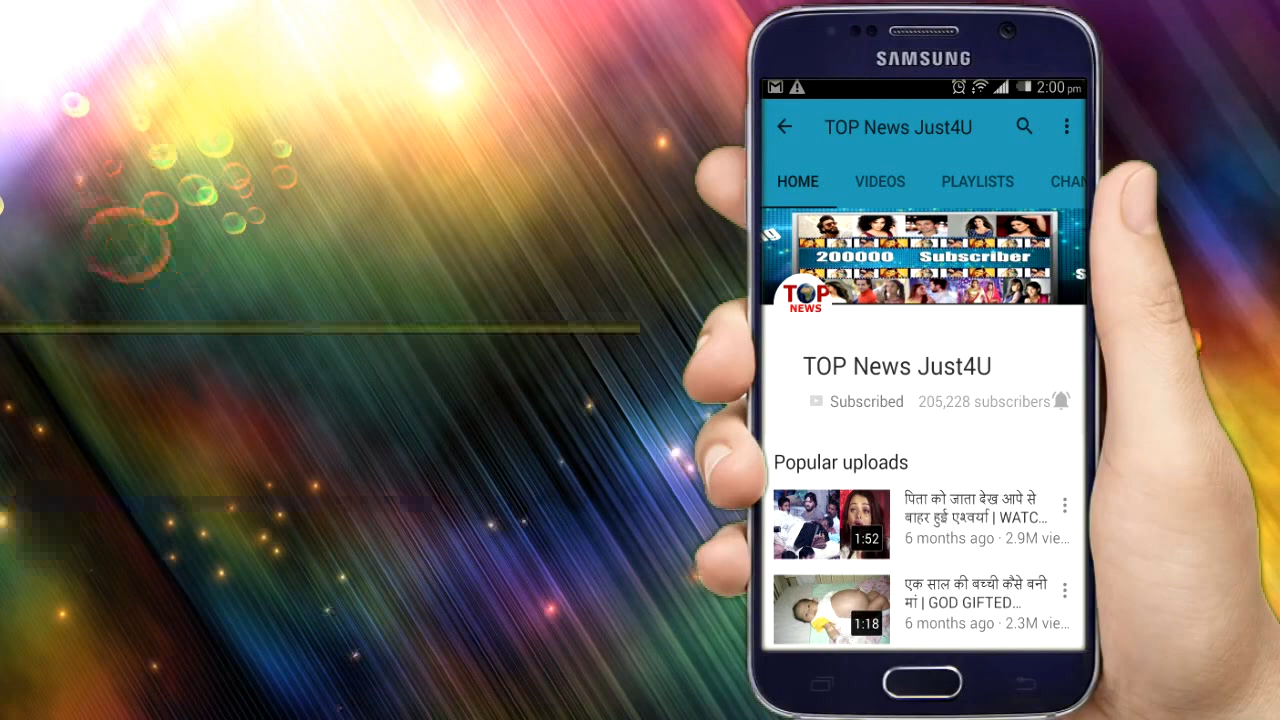 SAMSUNG
2:00 pm
TOP News Just4U
HOME VIDEOS PLAYLISTS CHAN
200000 Subscriber
TOP
NEWS
TOP News Just4U
Subscribed 205,228 subscribers
Popular uploads
पिता को जाता देख आपे से
बाहर हुई एश्वर्या | WATC...
6 months ago · 2.9M vie...
1:52
एक साल की बच्ची कैसे बनी
मां | GOD GIFTED...
6 months ago · 2.3M vie...
1:18